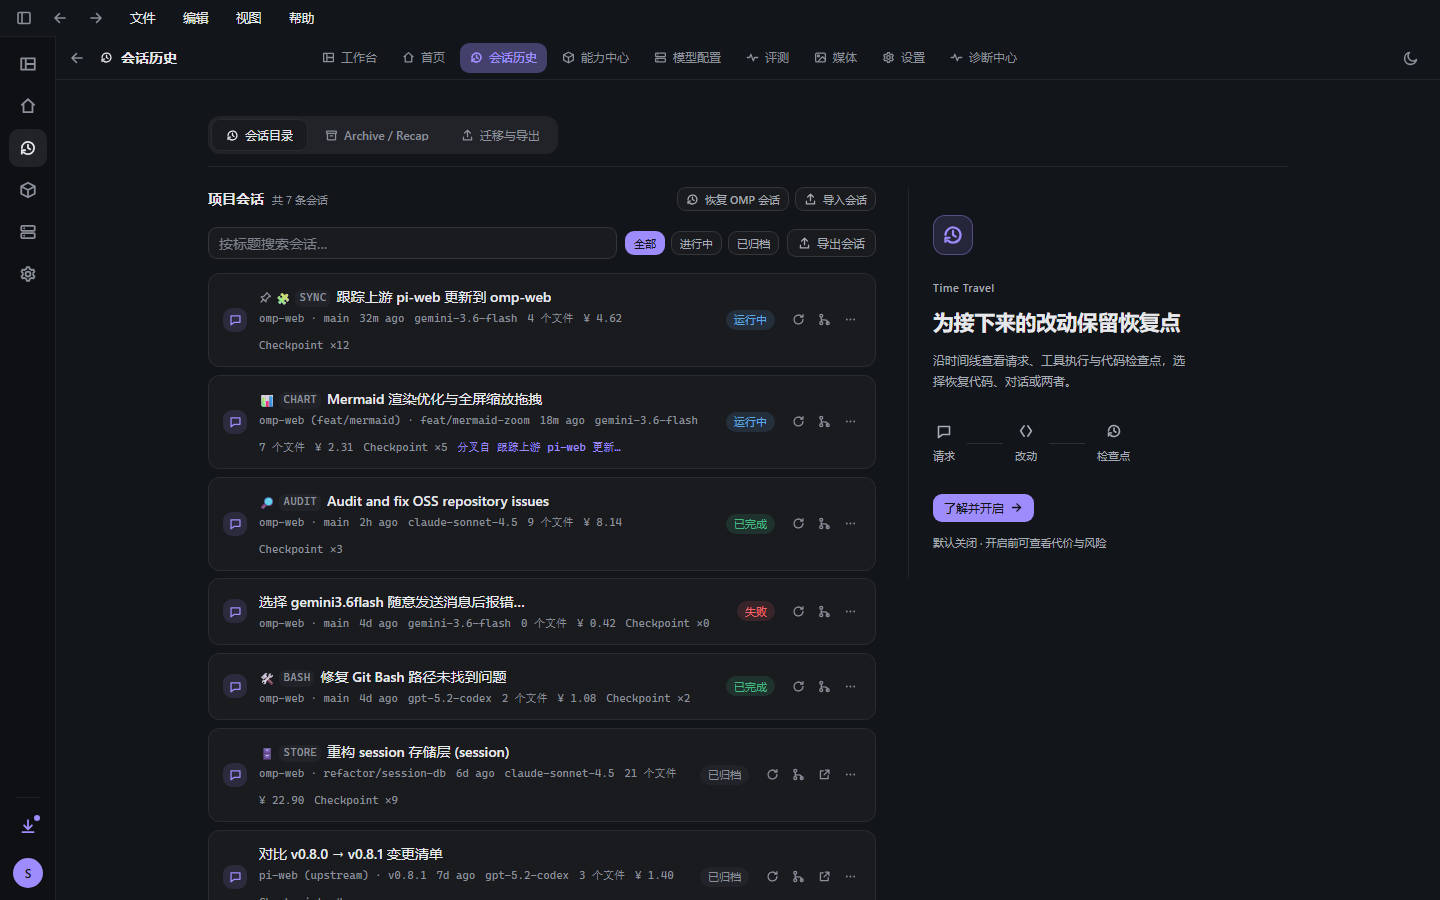 文件 编辑 视图 帮助
会话历史 工作台 首页 会话历史 能力中心 模型配置 评测 媒体 设置 诊断中心
会话目录 Archive / Recap 迁移与导出
项目会话 共 7 条会话 恢复 OMP 会话 导入会话
按标题搜索会话... 全部 进行中 已归档 导出会话
SYNC 跟踪上游 pi-web 更新到 omp-web
omp-web · main 32m ago gemini-3.6-flash 4 个文件 ¥ 4.62 运行中
Checkpoint ×12
CHART Mermaid 渲染优化与全屏缩放拖拽
omp-web (feat/mermaid) · feat/mermaid-zoom 18m ago gemini-3.6-flash 运行中
7 个文件 ¥ 2.31 Checkpoint ×5 分叉自 跟踪上游 pi-web 更新…
AUDIT Audit and fix OSS repository issues
omp-web · main 2h ago claude-sonnet-4.5 9 个文件 ¥ 8.14 已完成
Checkpoint ×3
选择 gemini3.6flash 随意发送消息后报错...
omp-web · main 4d ago gemini-3.6-flash 0 个文件 ¥ 0.42 Checkpoint ×0 失败
BASH 修复 Git Bash 路径未找到问题
omp-web · main 4d ago gpt-5.2-codex 2 个文件 ¥ 1.08 Checkpoint ×2 已完成
STORE 重构 session 存储层 (session)
omp-web · refactor/session-db 6d ago claude-sonnet-4.5 21 个文件 已归档
¥ 22.90 Checkpoint ×9
对比 v0.8.0 → v0.8.1 变更清单
pi-web (upstream) · v0.8.1 7d ago gpt-5.2-codex 3 个文件 ¥ 1.40 已归档
Time Travel
为接下来的改动保留恢复点
沿时间线查看请求、工具执行与代码检查点，选
择恢复代码、对话或两者。
请求 改动 检查点
了解并开启 →
默认关闭 · 开启前可查看代价与风险
S